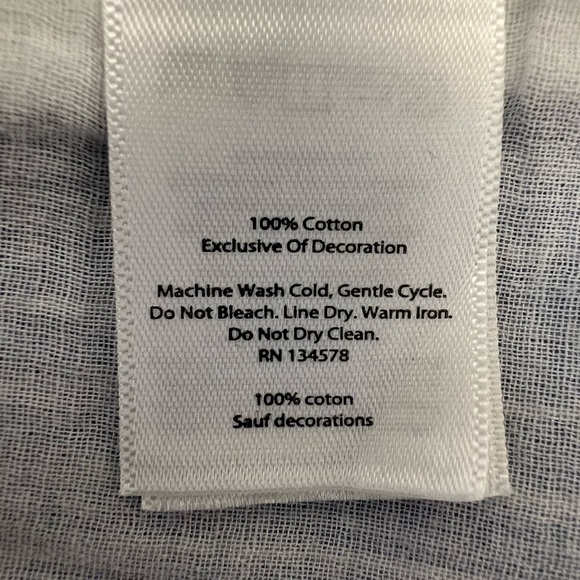 100% Cotton
Exclusive Of Decoration
Machine Wash Cold, Gentle Cycle.
Do Not Bleach. Line Dry. Warm Iron.
Do Not Dry Clean.
RN 134578
100% coton
Sauf decorations